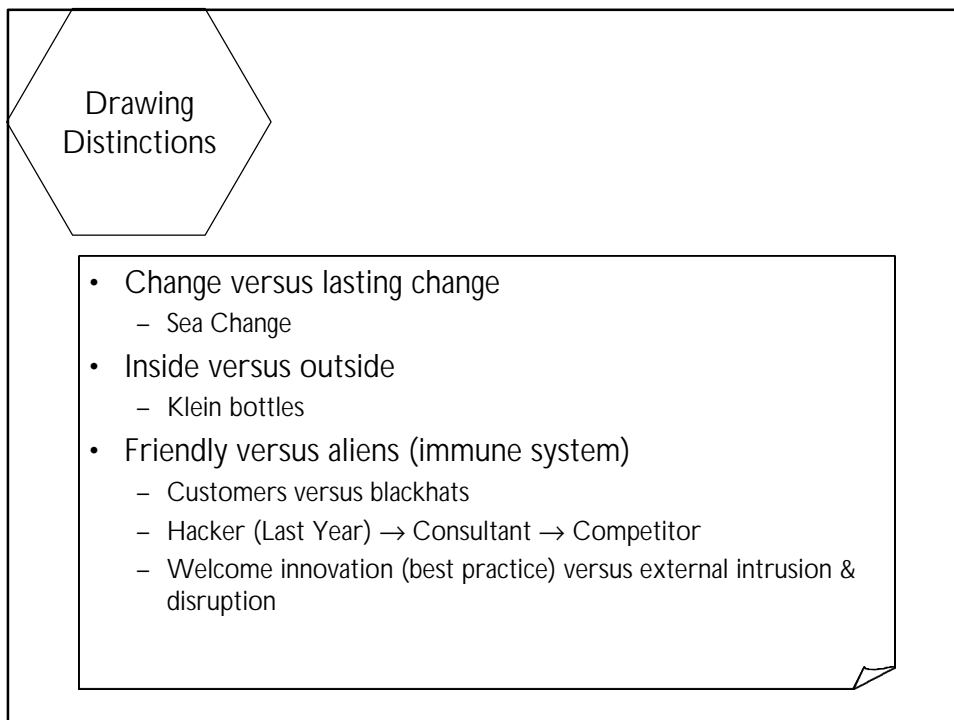 Drawing
Distinctions
• Change versus lasting change
– Sea Change
• Inside versus outside
– Klein bottles
• Friendly versus aliens (immune system)
– Customers versus blackhats
– Hacker (Last Year) → Consultant → Competitor
– Welcome innovation (best practice) versus external intrusion &
disruption